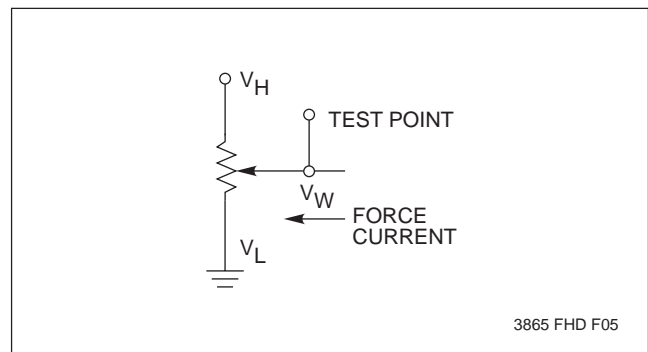 VH
TEST POINT
VW
FORCE
CURRENT
VL
3865 FHD F05